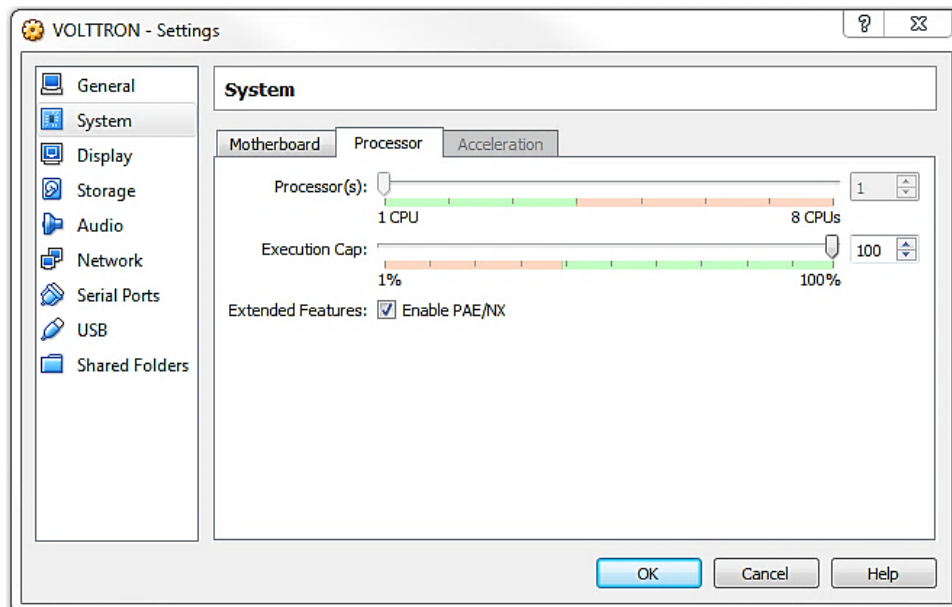 VOLTTRON - Settings
General
System
Display
Storage
Audio
Network
Serial Ports
USB
Shared Folders
System
Motherboard Processor Acceleration
Processor(s): 1
1 CPU 8 CPUs
Execution Cap: 100
1% 100%
Extended Features: Enable PAE/NX
OK Cancel Help